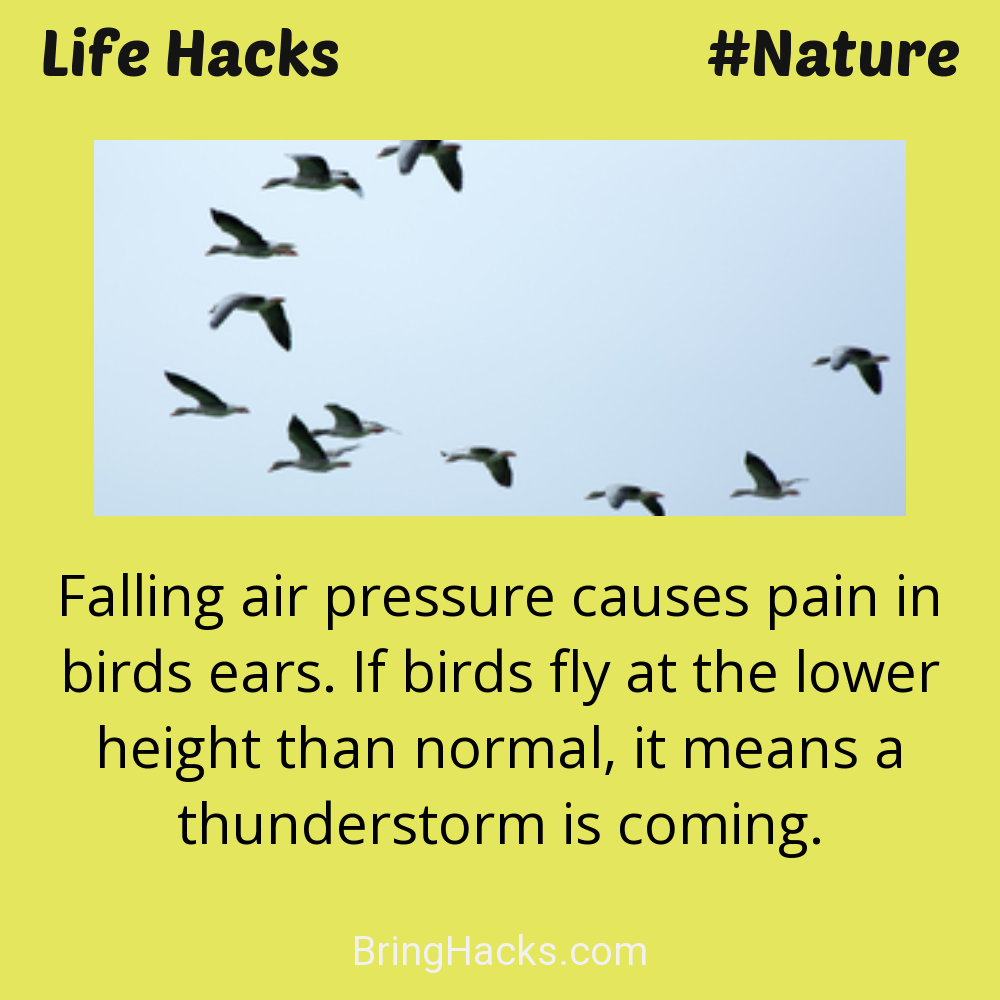 Life Hacks
#Nature
Falling air pressure causes pain in
birds ears. If birds fly at the lower
height than normal, it means a
thunderstorm is coming.
BringHacks.com